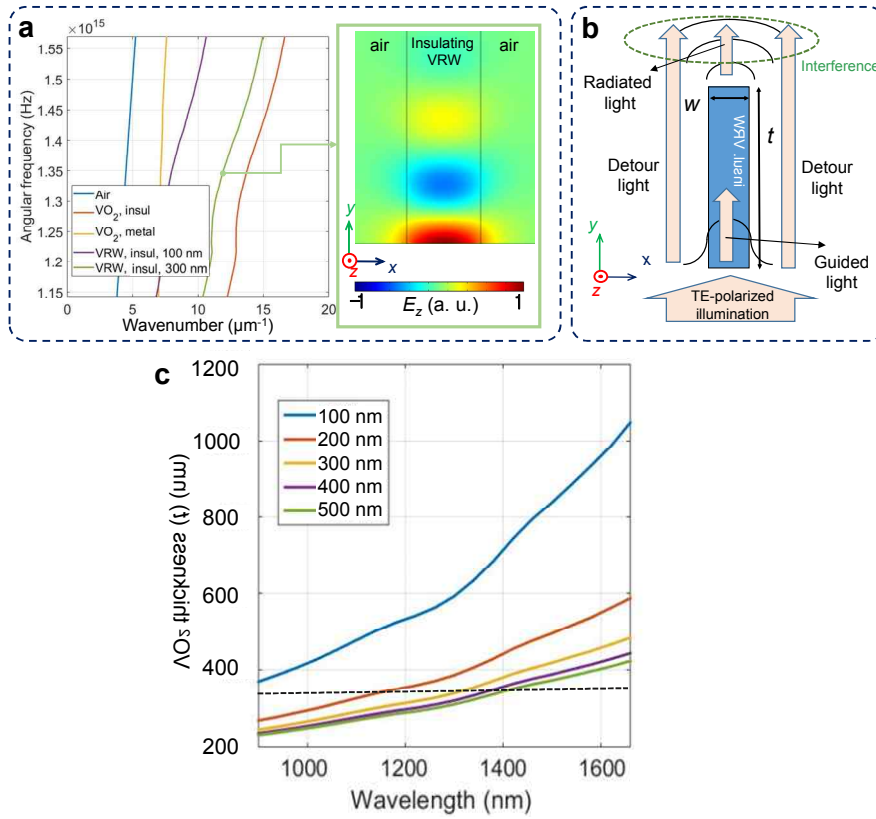 a
×10¹⁵
1.55
1.5
1.45
1.4
1.35
1.3
1.25
1.2
1.15
Angular frequency (Hz)
0
5
10
15
20
Wavenumber (µm⁻¹)
Air
VO₂, insul
VO₂, metal
VRW, insul, 100 nm
VRW, insul, 300 nm
air
Insulating
VRW
air
y
z
x
−1
E_z (a. u.)
1
b
Interference
Radiated
light
w
t
Insul. VRW
Detour
light
Detour
light
Guided
light
y
z
x
TE-polarized
illumination
c
1200
1000
800
600
400
200
VO₂ thickness (t) (nm)
100 nm
200 nm
300 nm
400 nm
500 nm
1000
1200
1400
1600
Wavelength (nm)